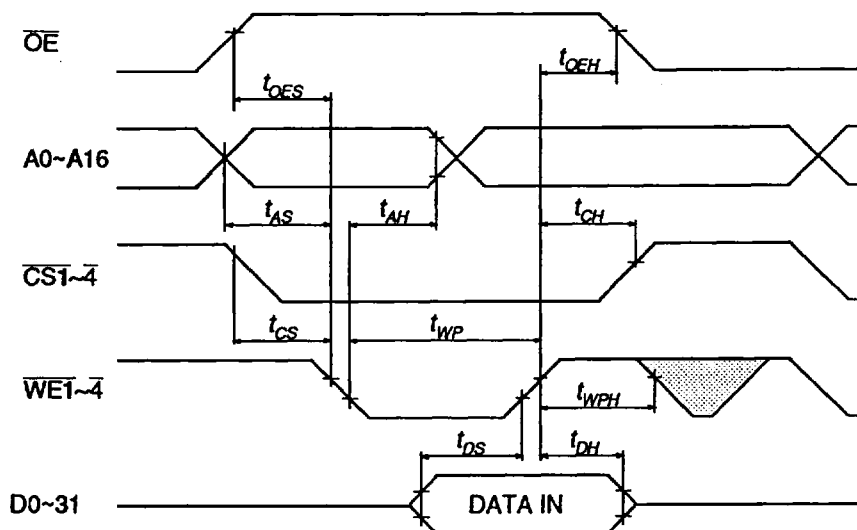 OE
tOES
tOEH
A0~A16
tAS
tAH
tCH
CS1~4
tCS
tWP
WE1~4
tWPH
tDS
tDH
D0~31
DATA IN